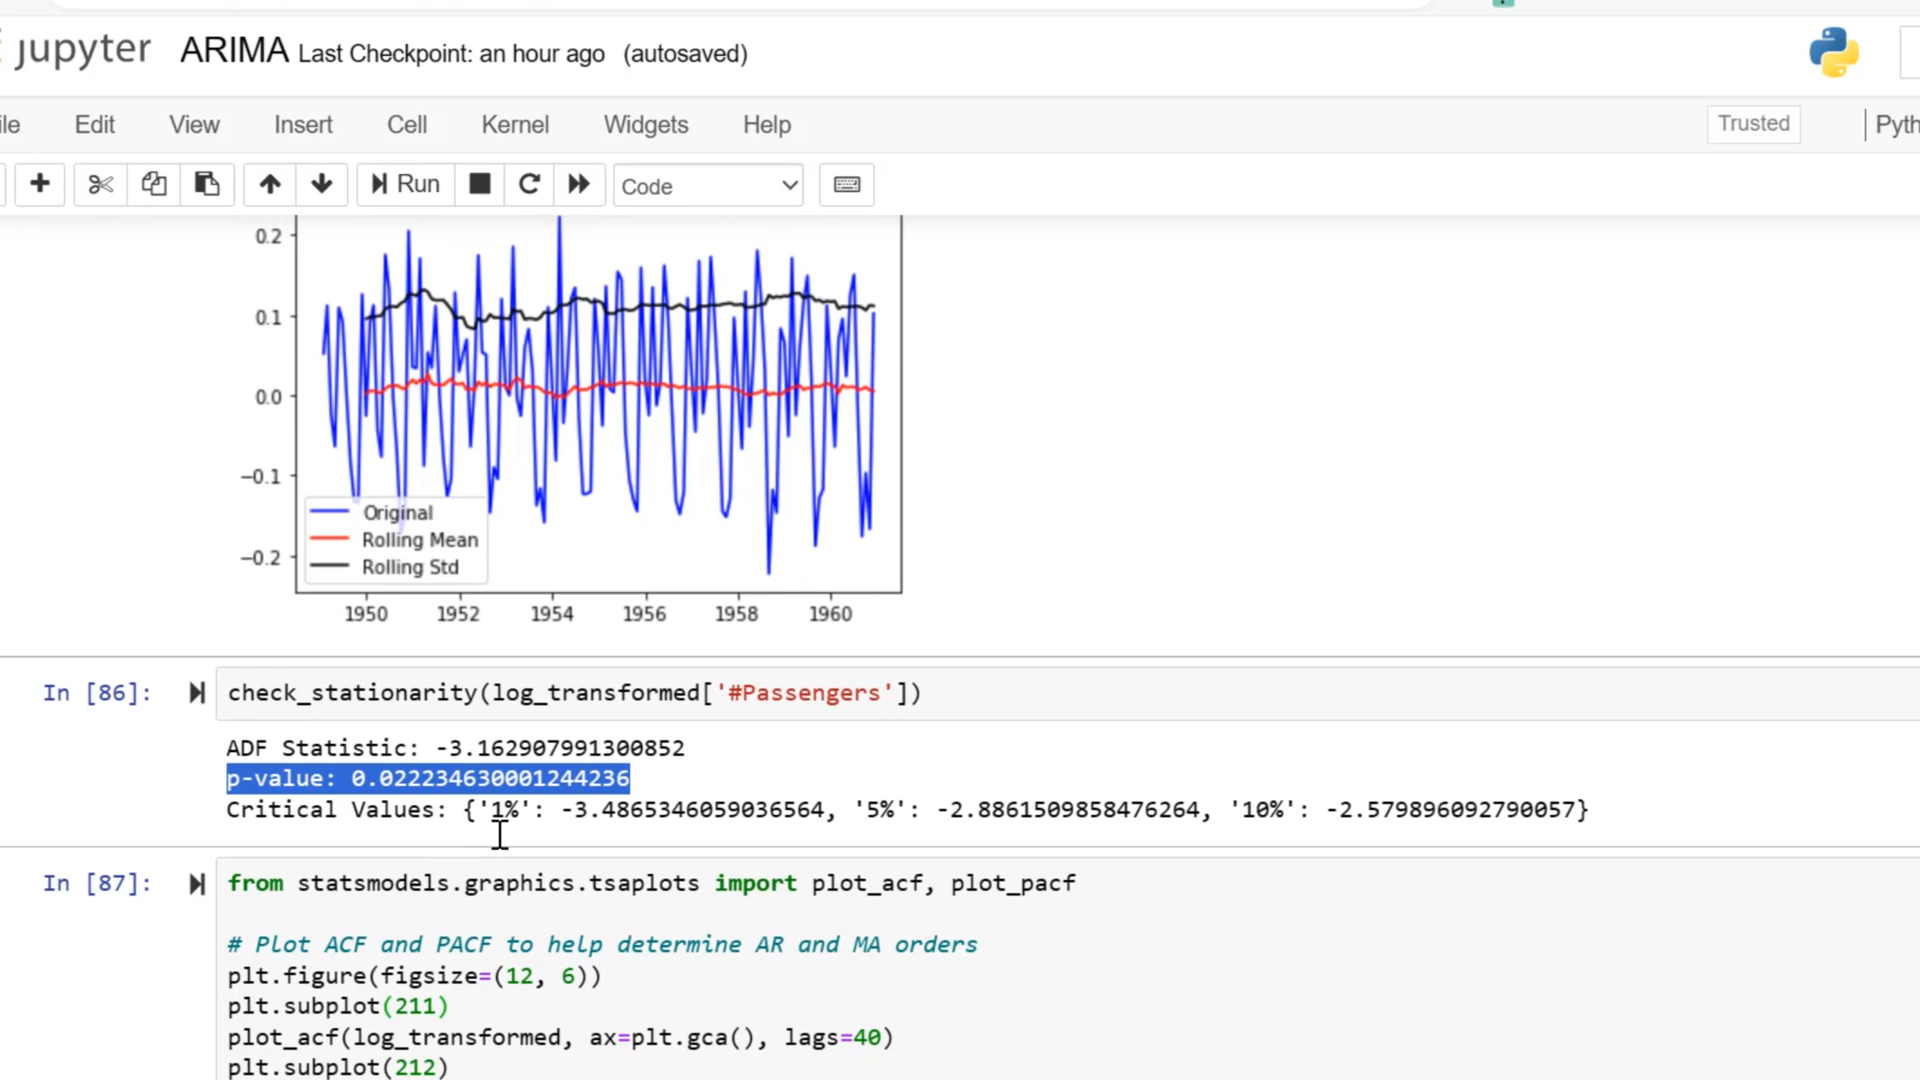 jupyter ARIMA Last Checkpoint: an hour ago (autosaved)
ile Edit View Insert Cell Kernel Widgets Help Trusted Pyth
Run Code
0.2
0.1
0.0
−0.1
−0.2
Original
Rolling Mean
Rolling Std
1950 1952 1954 1956 1958 1960
In [86]: check_stationarity(log_transformed['#Passengers'])
ADF Statistic: -3.162907991300852
p-value: 0.022234630001244236
Critical Values: {'1%': -3.4865346059036564, '5%': -2.8861509858476264, '10%': -2.579896092790057}
In [87]: from statsmodels.graphics.tsaplots import plot_acf, plot_pacf
# Plot ACF and PACF to help determine AR and MA orders
plt.figure(figsize=(12, 6))
plt.subplot(211)
plot_acf(log_transformed, ax=plt.gca(), lags=40)
plt.subplot(212)